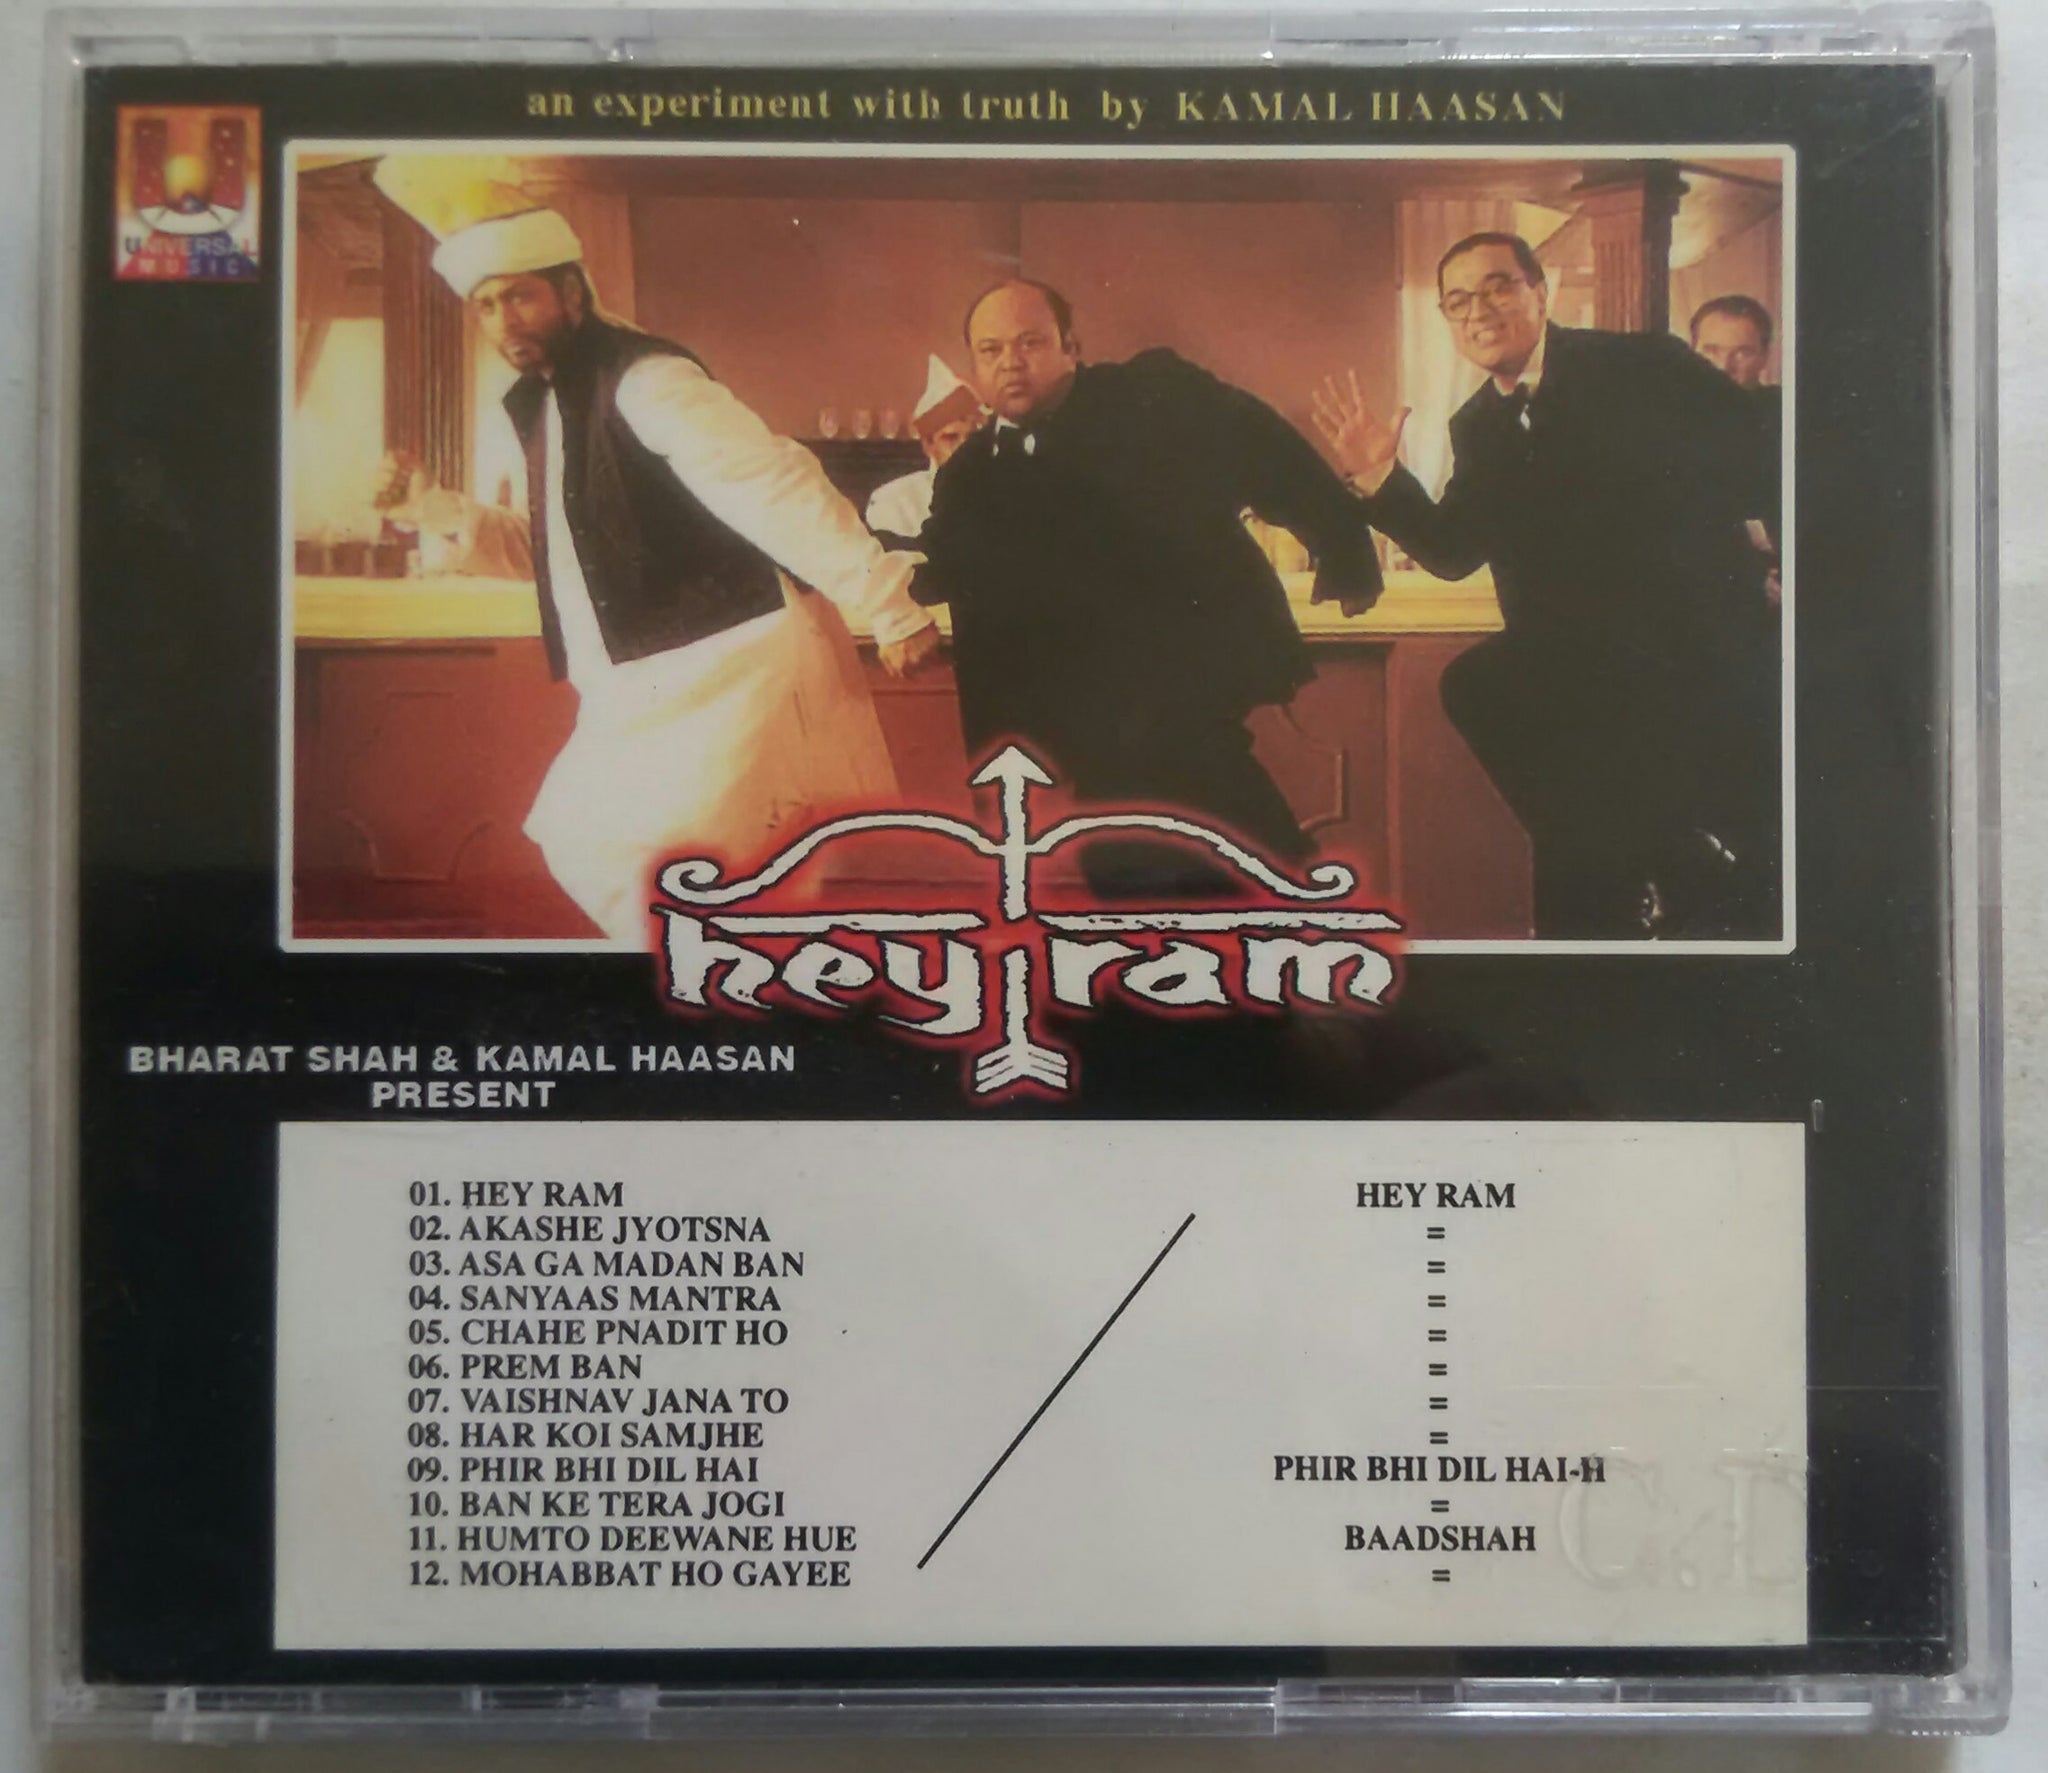 an experiment with truth by KAMAL HAASAN
UNIVERSAL
MUSIC
hey ram
BHARAT SHAH & KAMAL HAASAN
PRESENT
01. HEY RAM / HEY RAM
02. AKASHE JYOTSNA =
03. ASA GA MADAN BAN =
04. SANYAAS MANTRA =
05. CHAHE PNADIT HO =
06. PREM BAN =
07. VAISHNAV JANA TO =
08. HAR KOI SAMJHE =
09. PHIR BHI DIL HAI PHIR BHI DIL HAI-H
10. BAN KE TERA JOGI =
11. HUMTO DEEWANE HUE BAADSHAH
12. MOHABBAT HO GAYEE =